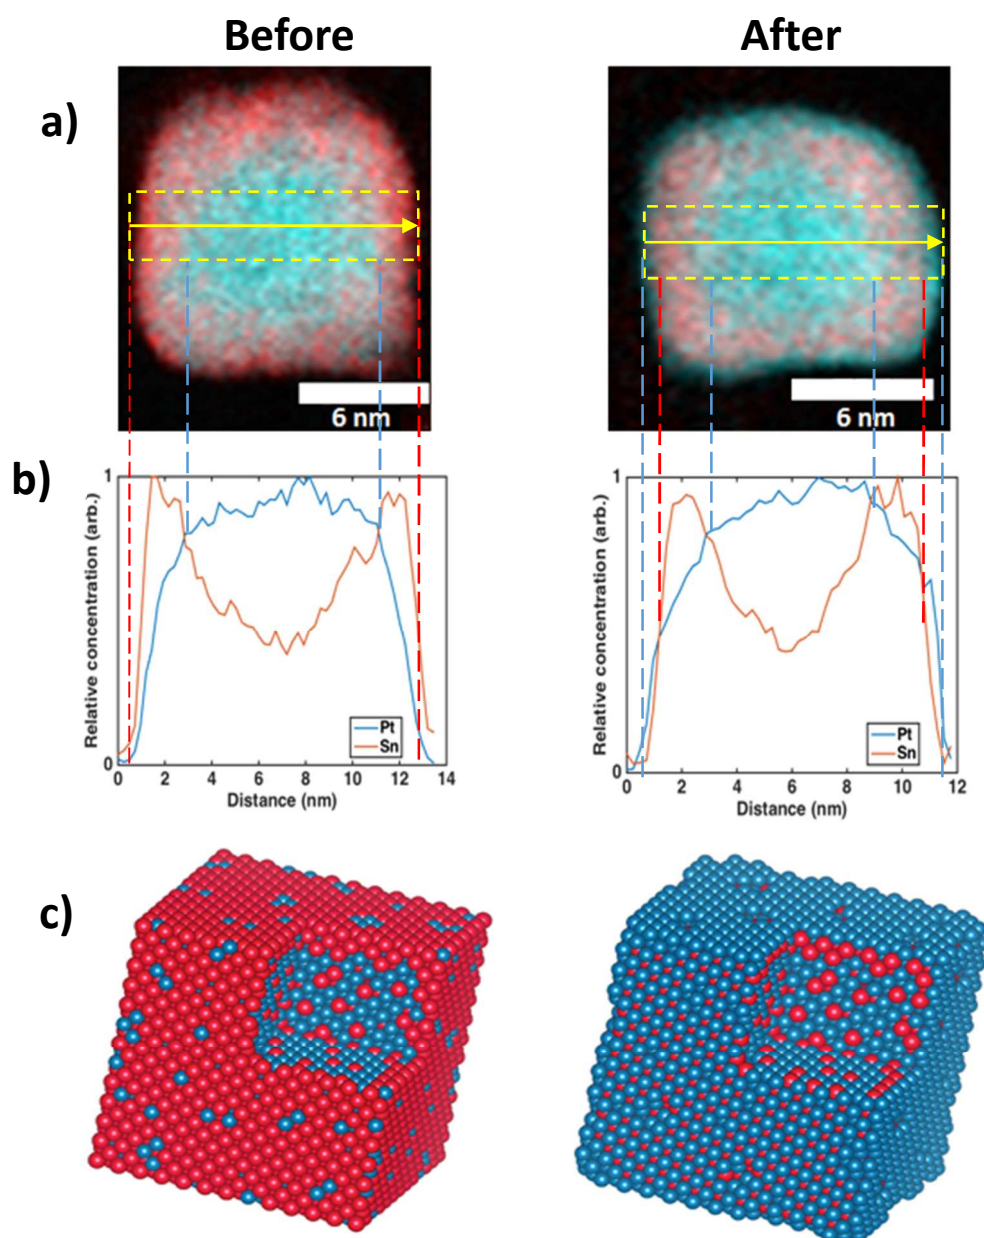 Before
After
a)
6 nm
6 nm
b)
Relative concentration (arb.)
1
0
Pt
Sn
0 2 4 6 8 10 12 14
Distance (nm)
Relative concentration (arb.)
1
0
Pt
Sn
0 2 4 6 8 10 12
Distance (nm)
c)